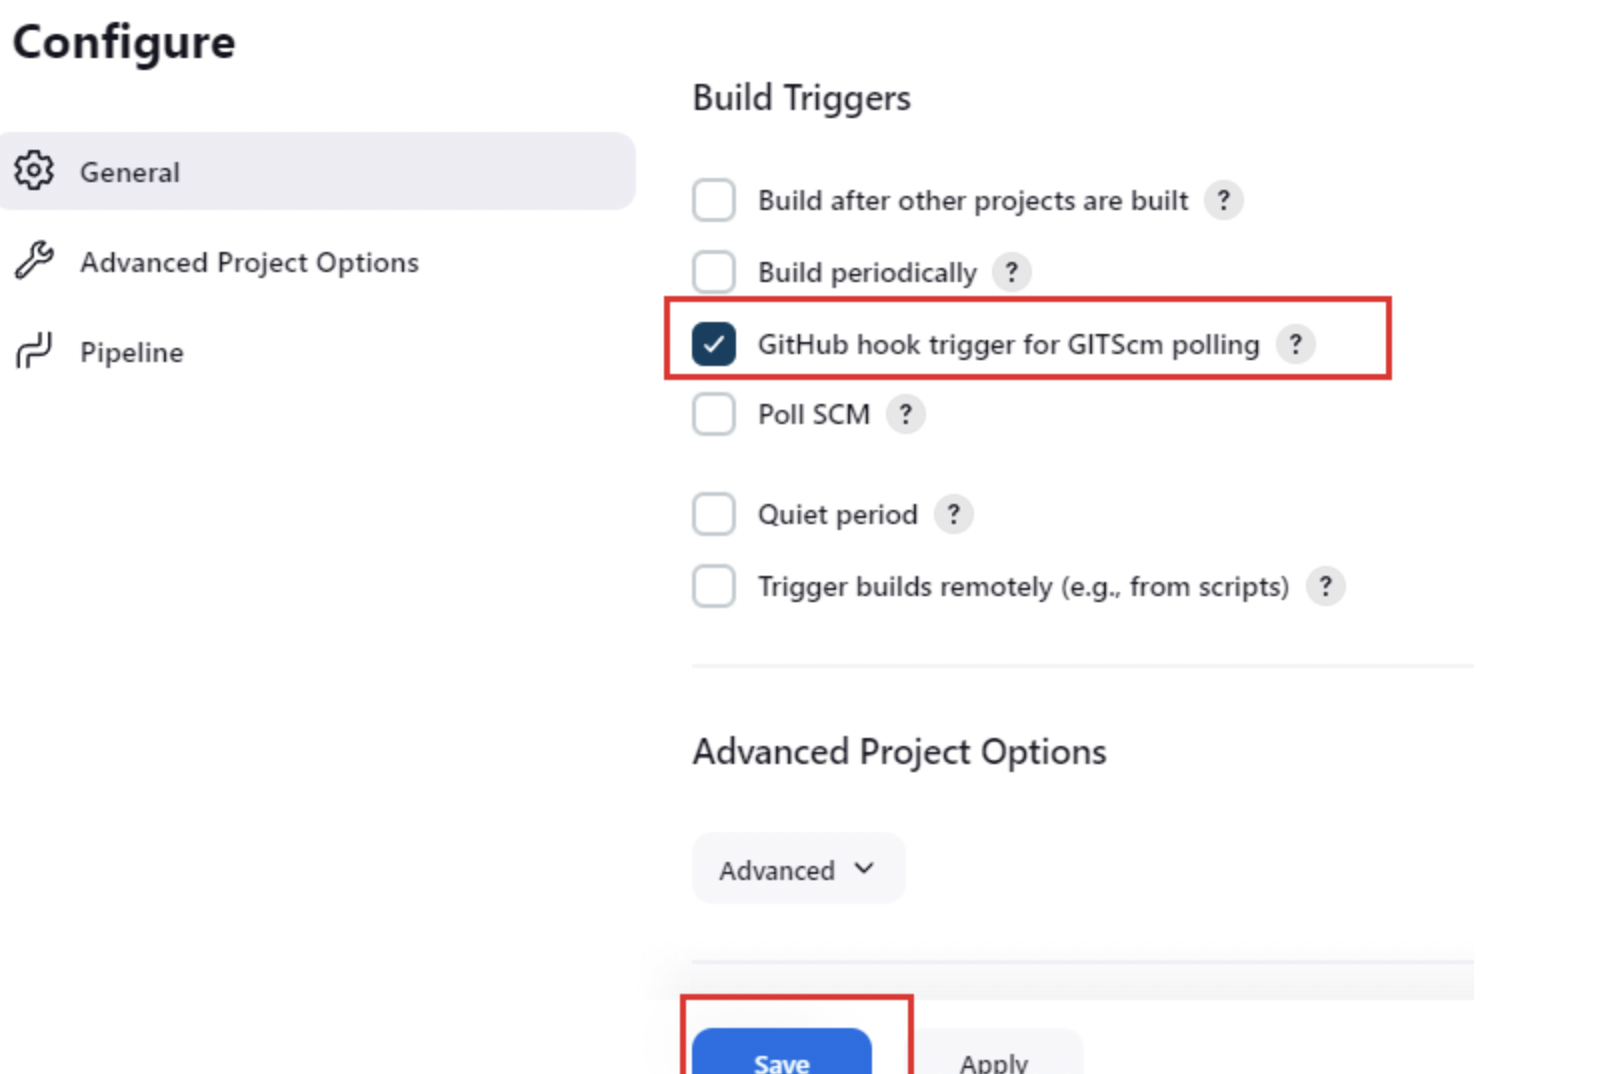 Configure
General
Advanced Project Options
Pipeline
Build Triggers
Build after other projects are built ?
Build periodically ?
GitHub hook trigger for GITScm polling ?
Poll SCM ?
Quiet period ?
Trigger builds remotely (e.g., from scripts) ?
Advanced Project Options
Advanced
Save Apply